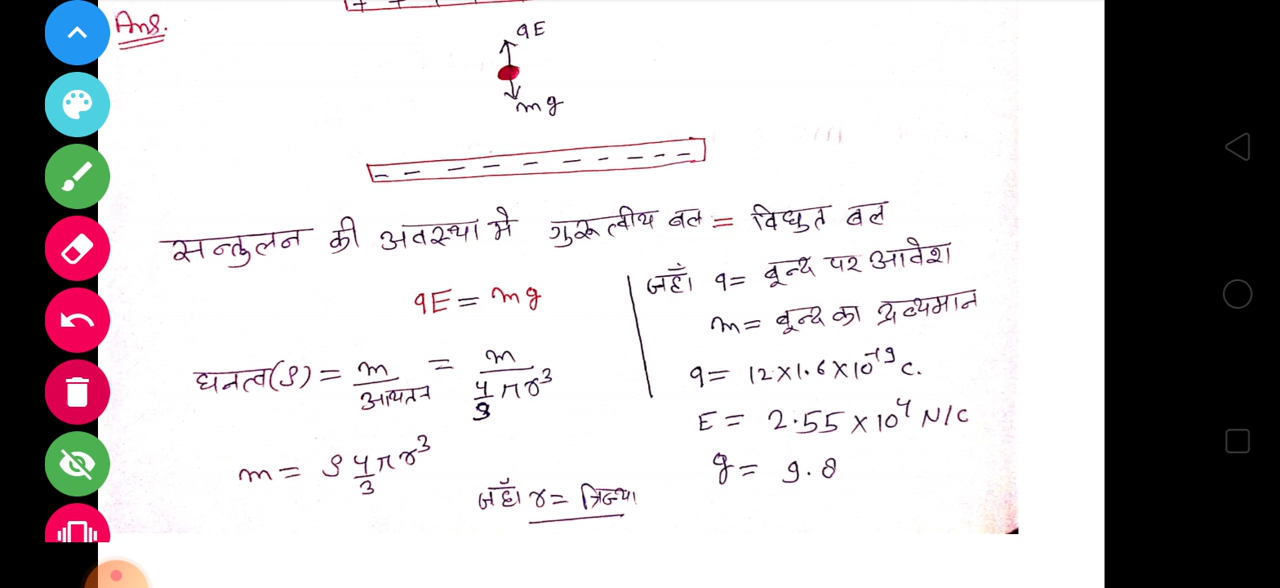 Ans.
+ +
qE
mg
- - - - - - - - -
सन्तुलन की अवस्था मे गुरूत्वीय बल = विधुत बल
qE = mg
जहाँ q = बून्द पर आवेश
m = बून्द का द्रव्यमान
घनत्व(ρ) = m/आयतन = m/(4/3 πr³)
q = 12×1.6×10⁻¹⁹ C.
E = 2.55×10⁴ N/C
m = ρ 4/3 πr³
g = 9.8
जहाँ r = त्रिज्या